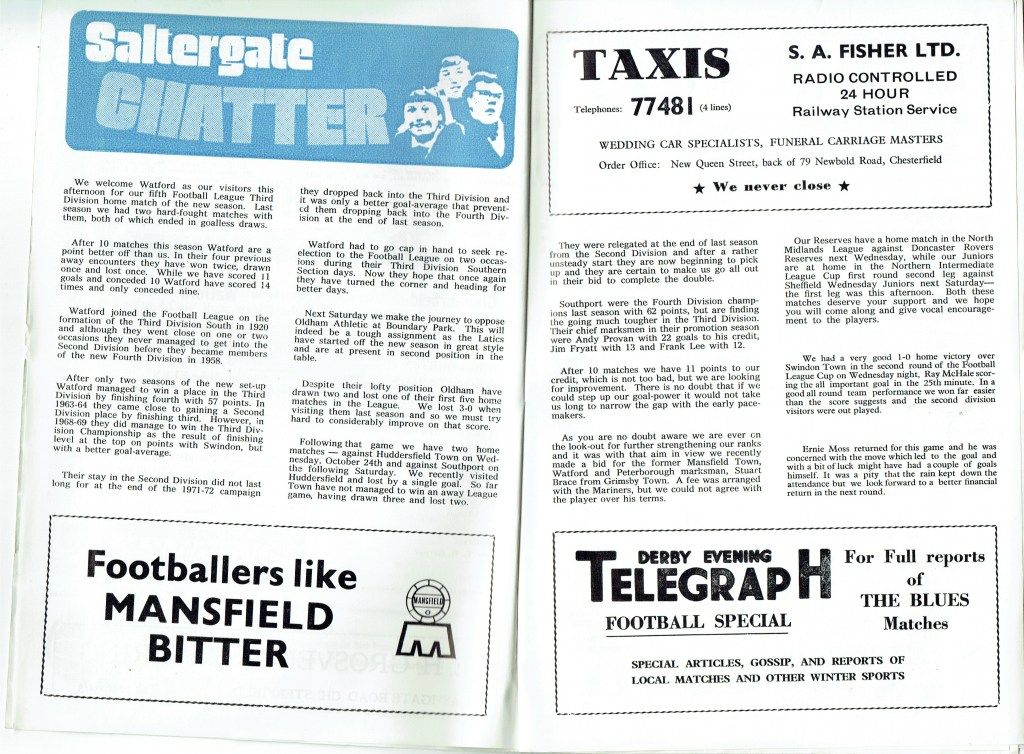 Saltergate
CHATTER
We welcome Watford as our visitors this
afternoon for our fifth Football League Third
Division home match of the new season. Last
season we had two hard-fought matches with
them, both of which ended in goalless draws.
After 10 matches this season Watford are a
point better off than us. In their four previous
away encounters they have won twice, drawn
once and lost once. While we have scored 11
goals and conceded 10 Watford have scored 14
times and only conceded nine.
Watford joined the Football League on the
formation of the Third Division South in 1920
and although they went close on one or two
occasions they never managed to get into the
Second Division before they became members
of the new Fourth Division in 1958.
After only two seasons of the new set-up
Watford managed to win a place in the Third
Division by finishing fourth with 57 points. In
1963-64 they came close to gaining a Second
Division place by finishing third. However, in
1968-69 they did manage to win the Third Div-
ision Championship as the result of finishing
level at the top on points with Swindon, but
with a better goal-average.
Their stay in the Second Division did not last
long for at the end of the 1971-72 campaign
they dropped back into the Third Division and
it was only a better goal-average that prevent-
ed them dropping back into the Fourth Div-
ision at the end of last season.
Watford had to go cap in hand to seek re-
election to the Football League on two occas-
ions during their Third Division Southern
Section days. Now they hope that once again
they have turned the corner and heading for
better days.
Next Saturday we make the journey to oppose
Oldham Athletic at Boundary Park. This will
indeed be a tough assignment as the Latics
have started off the new season in great style
and are at present in second position in the
table.
Despite their lofty position Oldham have
drawn two and lost one of their first five home
matches in the League. We lost 3-0 when
visiting them last season and so we must try
hard to considerably improve on that score.
Following that game we have two home
matches — against Huddersfield Town on Wed-
nesday, October 24th and against Southport on
the following Saturday. We recently visited
Huddersfield and lost by a single goal. So far
Town have not managed to win an away League
game, having drawn three and lost two.
Footballers like
MANSFIELD
BITTER
MANSFIELD
TAXIS
Telephones: 77481 (4 lines)
S. A. FISHER LTD.
RADIO CONTROLLED
24 HOUR
Railway Station Service
WEDDING CAR SPECIALISTS, FUNERAL CARRIAGE MASTERS
Order Office: New Queen Street, back of 79 Newbold Road, Chesterfield
★ We never close ★
They were relegated at the end of last season
from the Second Division and after a rather
unsteady start they are now beginning to pick
up and they are certain to make us go all out
in their bid to complete the double.
Southport were the Fourth Division champ-
ions last season with 62 points, but are finding
the going much tougher in the Third Division.
Their chief marksmen in their promotion season
were Andy Provan with 22 goals to his credit,
Jim Fryatt with 13 and Frank Lee with 12.
After 10 matches we have 11 points to our
credit, which is not too bad, but we are looking
for improvement. There is no doubt that if we
could step up our goal-power it would not take
us long to narrow the gap with the early pace-
makers.
As you are no doubt aware we are ever on
the look-out for further strengthening our ranks
and it was with that aim in view we recently
made a bid for the former Mansfield Town,
Watford and Peterborough marksman, Stuart
Brace from Grimsby Town. A fee was arranged
with the Mariners, but we could not agree with
the player over his terms.
Our Reserves have a home match in the North
Midlands League against Doncaster Rovers
Reserves next Wednesday, while our Juniors
are at home in the Northern Intermediate
League Cup first round second leg against
Sheffield Wednesday Juniors next Saturday—
the first leg was this afternoon. Both these
matches deserve your support and we hope
you will come along and give vocal encourage-
ment to the players.
We had a very good 1-0 home victory over
Swindon Town in the second round of the Football
League Cup on Wednesday night, Ray McHale scor-
ing the all important goal in the 25th minute. In a
good all round team performance we won far easier
than the score suggests and the second division
visitors were out played.
Ernie Moss returned for this game and he was
concerned with the move which led to the goal and
with a bit of luck might have had a couple of goals
himself. It was a pity that the rain kept down the
attendance but we look forward to a better financial
return in the next round.
DERBY EVENING
TELEGRAPH
FOOTBALL SPECIAL
For Full reports
of
THE BLUES
Matches
SPECIAL ARTICLES, GOSSIP, AND REPORTS OF
LOCAL MATCHES AND OTHER WINTER SPORTS